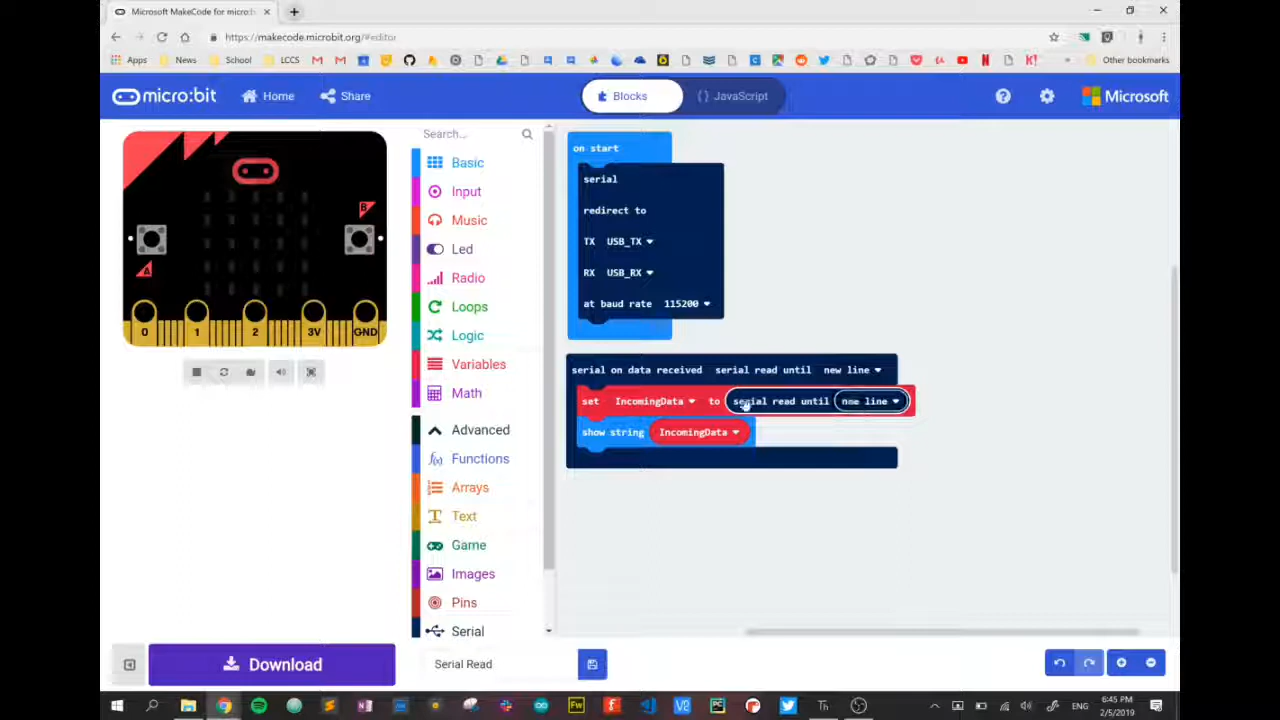 Microsoft MakeCode for micro:b
https://makecode.microbit.org/#editor
Apps
News
School
LCCS
Other bookmarks
micro:bit
Home
Share
Blocks
{ } JavaScript
Microsoft
Search...
Basic
Input
Music
Led
Radio
Loops
Logic
Variables
Math
Advanced
Functions
Arrays
Text
Game
Images
Pins
Serial
A
B
0 1 2 3V GND
on start
serial
redirect to
TX USB_TX
RX USB_RX
at baud rate 115200
serial on data received serial read until new line
set IncomingData to serial read until new line
show string IncomingData
Download
Serial Read
ENG
6:45 PM
2/5/2019